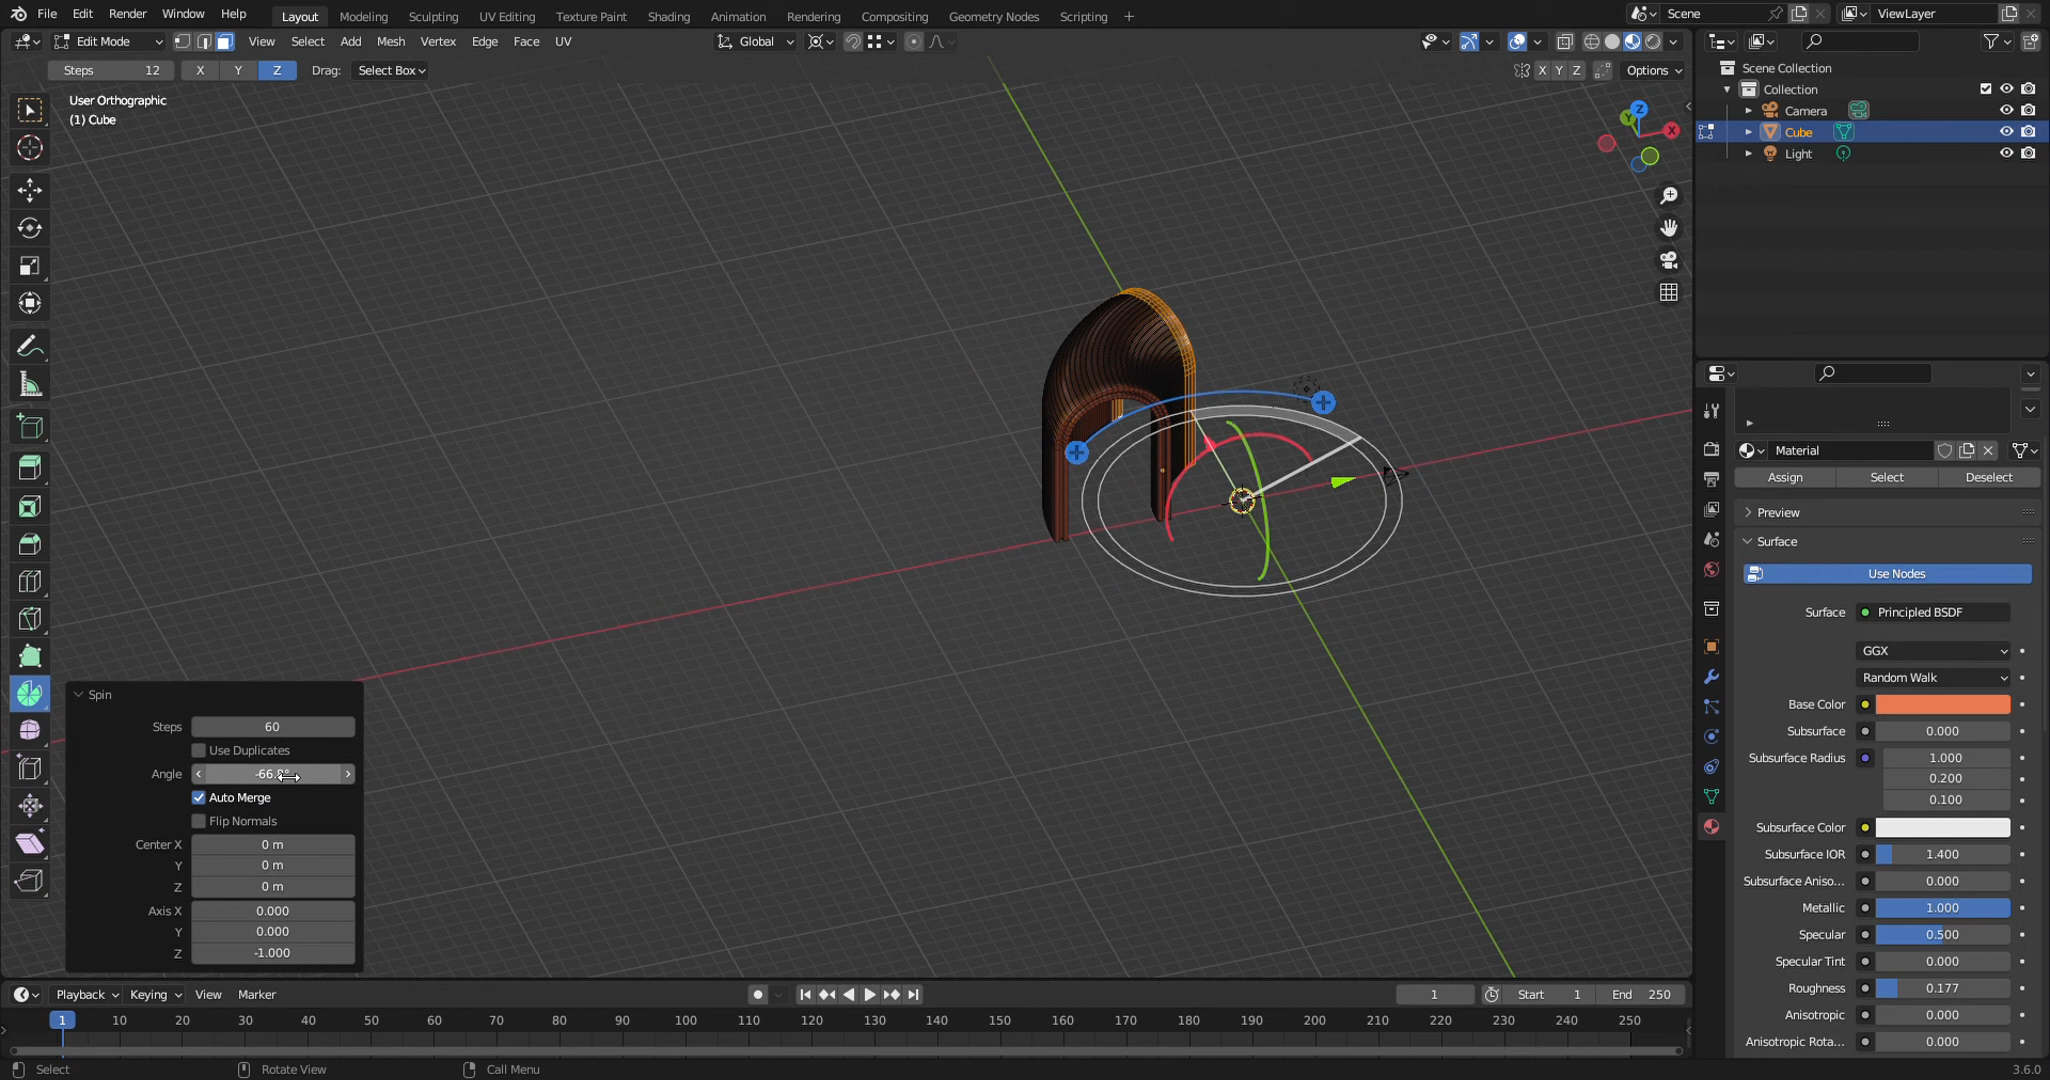 File Edit Render Window Help Layout Modeling Sculpting UV Editing Texture Paint Shading Animation Rendering Compositing Geometry Nodes Scripting + Scene ViewLayer
Edit Mode View Select Add Mesh Vertex Edge Face UV Global
Steps 12 X Y Z Drag: Select Box X Y Z Options
User Orthographic
(1) Cube
Z
Y
X
Scene Collection
Collection
Camera
Cube
Light
Material
Assign Select Deselect
Preview
Surface
Use Nodes
Surface Principled BSDF
GGX
Random Walk
Base Color
Subsurface 0.000
Subsurface Radius 1.000
0.200
0.100
Subsurface Color
Subsurface IOR 1.400
Subsurface Aniso... 0.000
Metallic 1.000
Specular 0.500
Specular Tint 0.000
Roughness 0.177
Anisotropic 0.000
Anisotropic Rota... 0.000
Spin
Steps 60
Use Duplicates
Angle
Auto Merge
Flip Normals
Center X 0 m
Y 0 m
Z 0 m
Axis X 0.000
Y 0.000
Z -1.000
Playback Keying View Marker 1 Start 1 End 250
1 10 20 30 40 50 60 70 80 90 100 110 120 130 140 150 160 170 180 190 200 210 220 230 240 250
Select Rotate View Call Menu 3.6.0